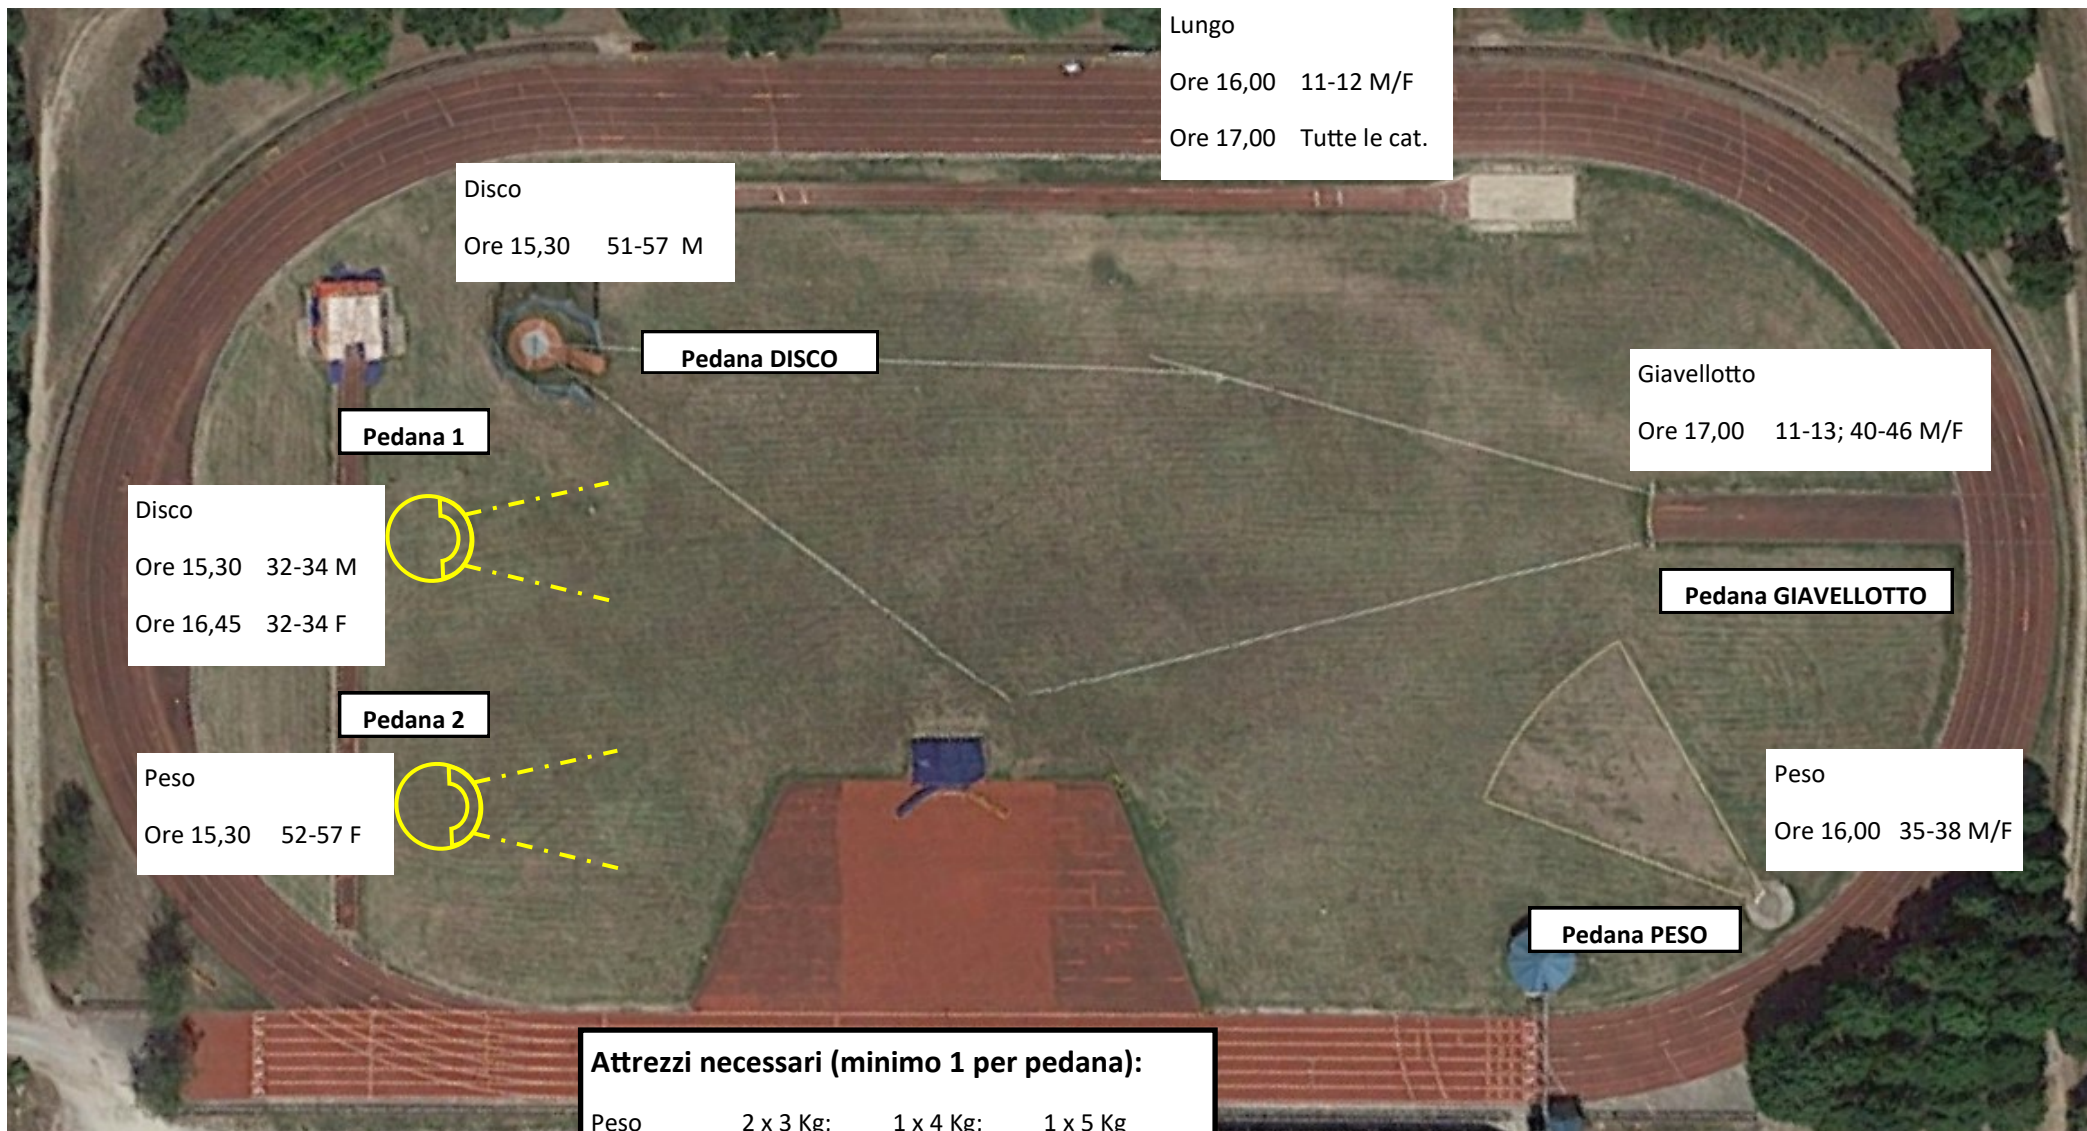 Lungo
Ore 16,00 11-12 M/F
Ore 17,00 Tutte le cat.
Disco
Ore 15,30 51-57 M
Pedana DISCO
Giavellotto
Ore 17,00 11-13; 40-46 M/F
Pedana 1
Disco
Ore 15,30 32-34 M
Ore 16,45 32-34 F
Pedana GIAVELLOTTO
Pedana 2
Peso
Ore 15,30 52-57 F
Peso
Ore 16,00 35-38 M/F
Pedana PESO
Attrezzi necessari (minimo 1 per pedana):
Peso 2 x 3 Kg; 1 x 4 Kg; 1 x 5 Kg